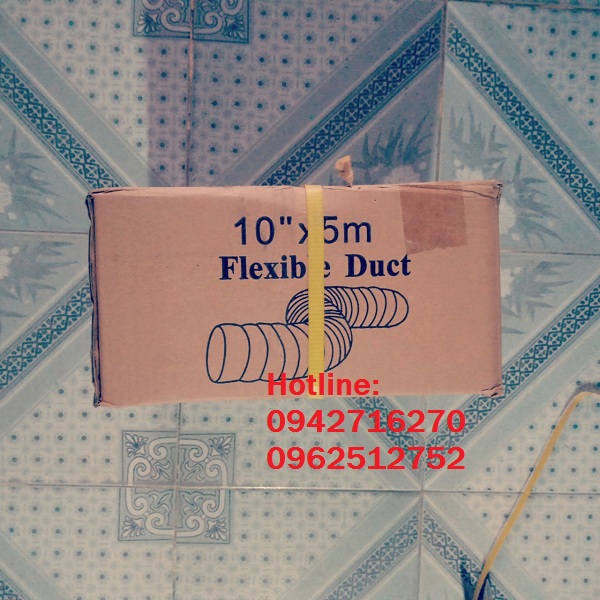 10" x 5m
Flexible Duct
Hotline:
0942716270
0962512752